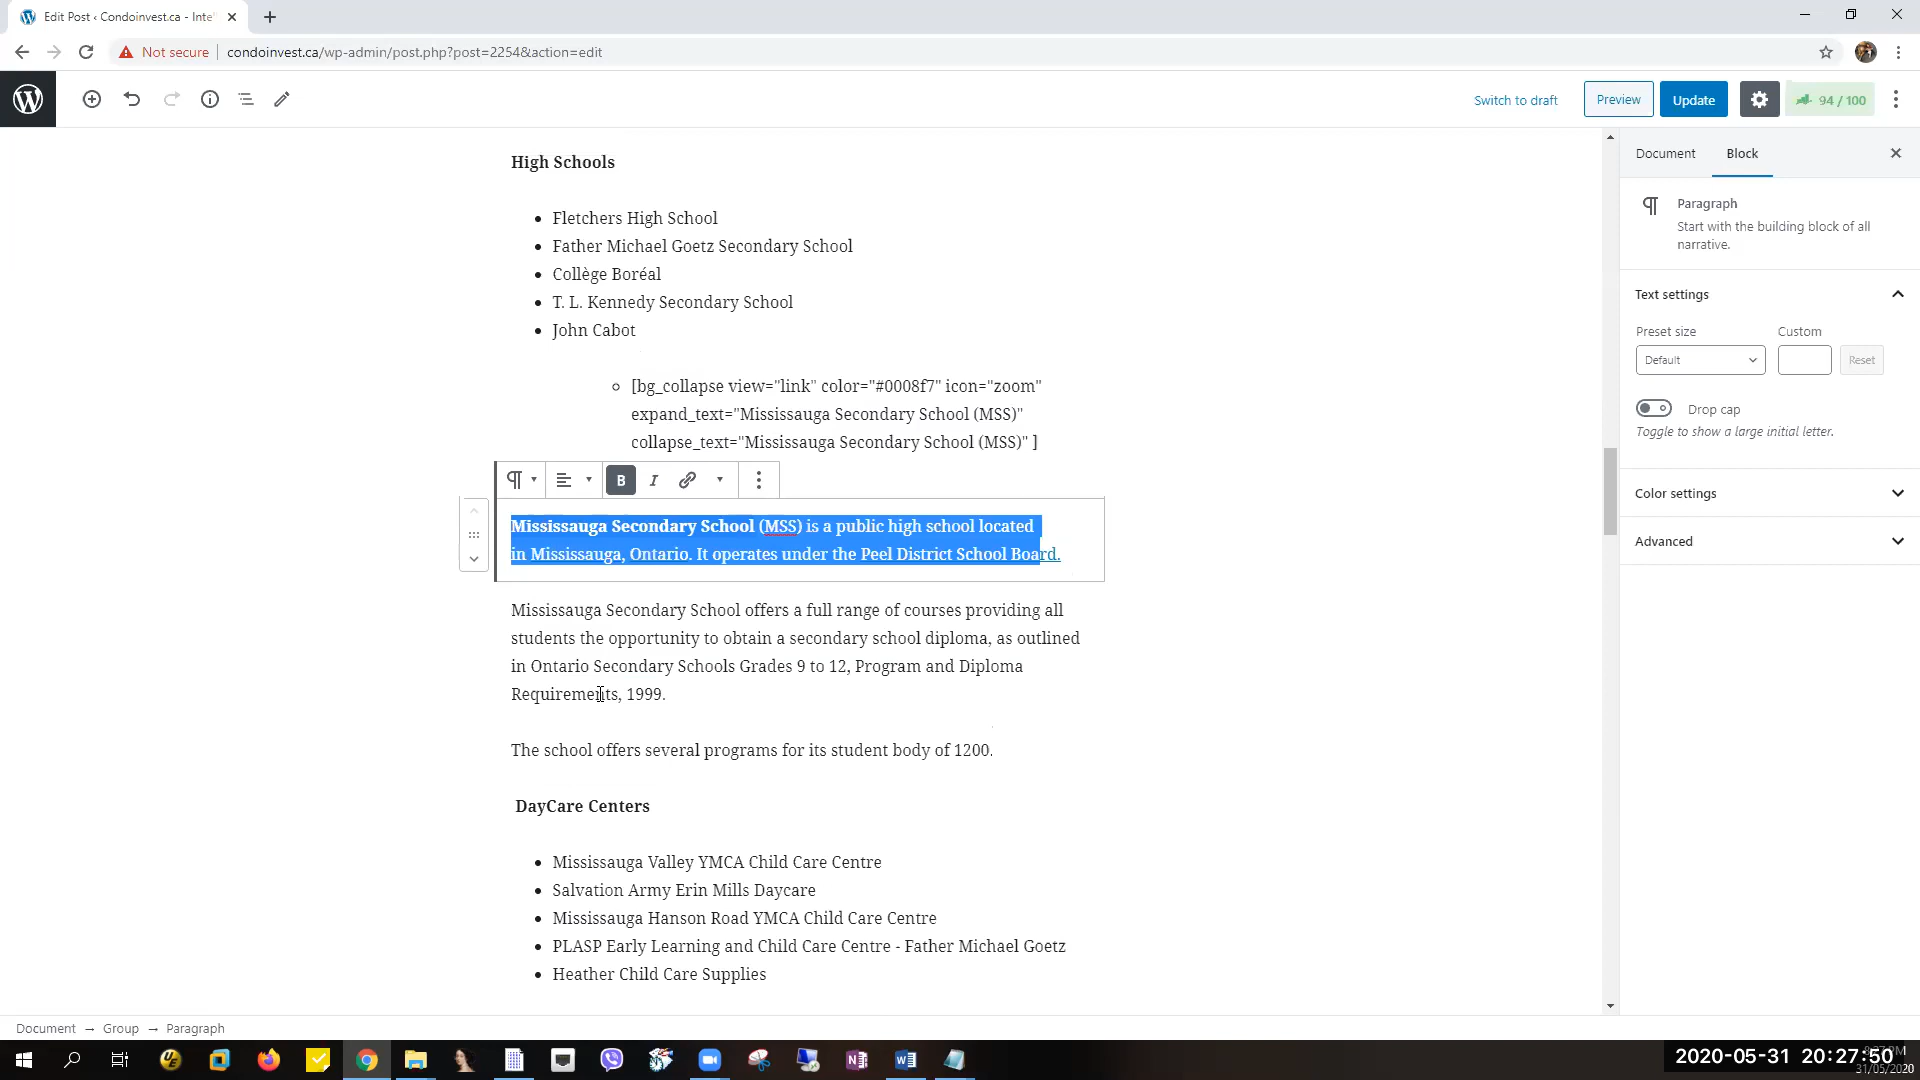 Edit Post ‹ Condoinvest.ca - Inte
Not secure
condoinvest.ca/wp-admin/post.php?post=2254&action=edit
Switch to draft
Preview
Update
94 / 100
High Schools
Fletchers High School
Father Michael Goetz Secondary School
Collège Boréal
T. L. Kennedy Secondary School
John Cabot
[bg_collapse view="link" color="#0008f7" icon="zoom"
expand_text="Mississauga Secondary School (MSS)"
collapse_text="Mississauga Secondary School (MSS)" ]
B I
Mississauga Secondary School (MSS) is a public high school located
in Mississauga, Ontario. It operates under the Peel District School Board.
Mississauga Secondary School offers a full range of courses providing all
students the opportunity to obtain a secondary school diploma, as outlined
in Ontario Secondary Schools Grades 9 to 12, Program and Diploma
Requirements, 1999.
The school offers several programs for its student body of 1200.
DayCare Centers
Mississauga Valley YMCA Child Care Centre
Salvation Army Erin Mills Daycare
Mississauga Hanson Road YMCA Child Care Centre
PLASP Early Learning and Child Care Centre - Father Michael Goetz
Heather Child Care Supplies
Document
Block
Paragraph
Start with the building block of all
narrative.
Text settings
Preset size
Custom
Default
Reset
Drop cap
Toggle to show a large initial letter.
Color settings
Advanced
Document → Group → Paragraph
2020-05-31 20:27:50
31/05/2020